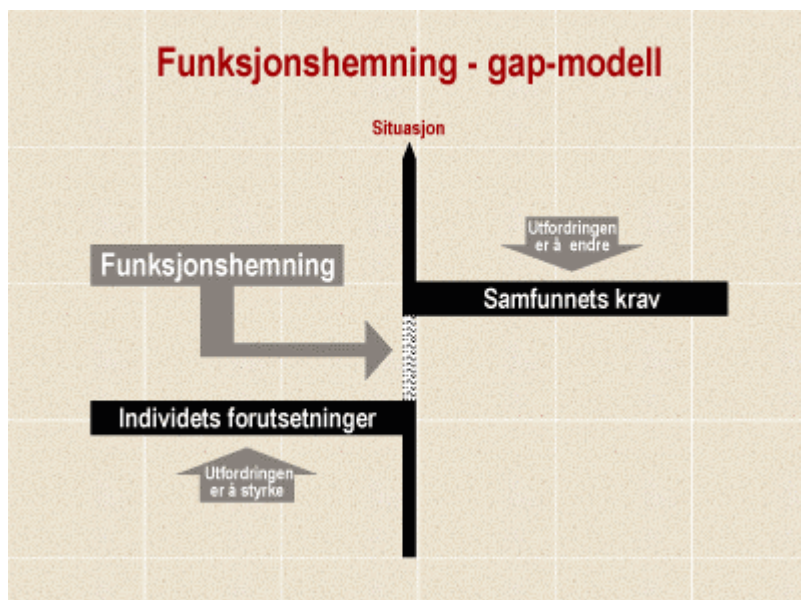 Funksjonshemning - gap-modell
Situasjon
Utfordringen
er å endre
Funksjonshemning
Samfunnets krav
Individets forutsetninger
Utfordringen
er å styrke